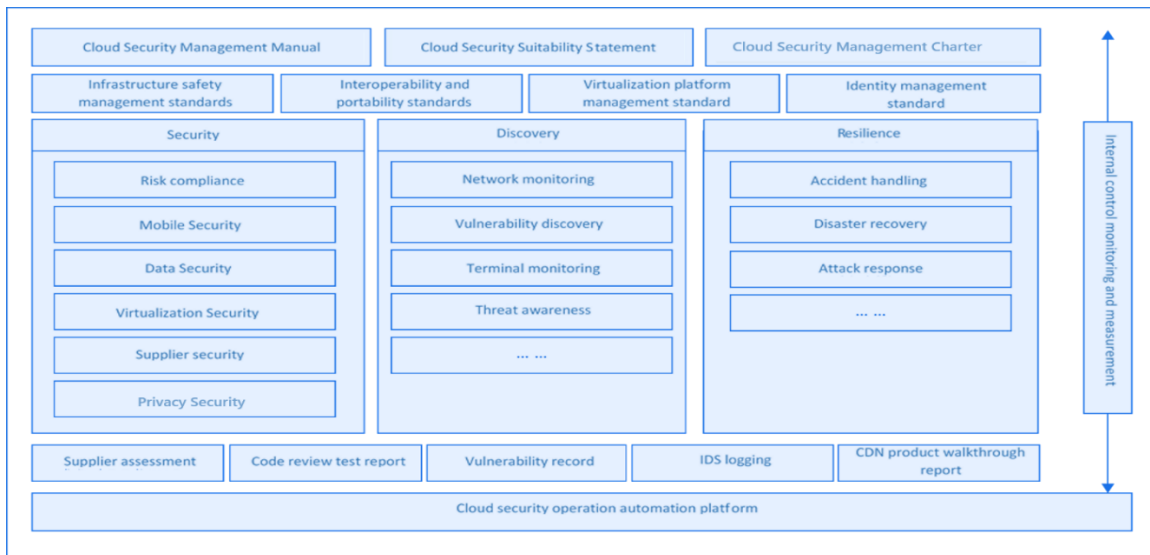 Cloud Security Management Manual
Cloud Security Suitability Statement
Cloud Security Management Charter
Infrastructure safety
management standards
Interoperability and
portability standards
Virtualization platform
management standard
Identity management
standard
Security
Risk compliance
Mobile Security
Data Security
Virtualization Security
Supplier security
Privacy Security
Discovery
Network monitoring
Vulnerability discovery
Terminal monitoring
Threat awareness
... ...
Resilience
Accident handling
Disaster recovery
Attack response
... ...
Internal control monitoring and measurement
Supplier assessment
Code review test report
Vulnerability record
IDS logging
CDN product walkthrough
report
Cloud security operation automation platform